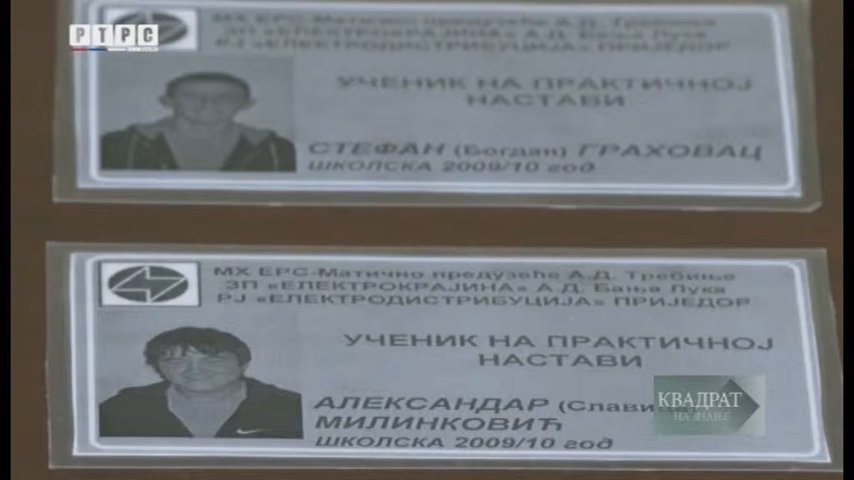 РТРС
МХ ЕРС-Матично предузеће А.Д. Требиње
ЗП «ЕЛЕКТРОКРАЈИНА» А.Д. Бања Лука
РЈ «ЕЛЕКТРОДИСТРИБУЦИЈА» ПРИЈЕДОР
УЧЕНИК НА ПРАКТИЧНОЈ
НАСТАВИ
СТЕФАН (Богдан) ГРАХОВАЦ
ШКОЛСКА 2009/10 год
МХ ЕРС-Матично предузеће А.Д. Требиње
ЗП «ЕЛЕКТРОКРАЈИНА» А.Д. Бања Лука
РЈ «ЕЛЕКТРОДИСТРИБУЦИЈА» ПРИЈЕДОР
УЧЕНИК НА ПРАКТИЧНОЈ
НАСТАВИ
АЛЕКСАНДАР
МИЛИНКОВИЋ
ШКОЛСКА 2009/10 год
КВАДРАТ
НА ЗНАЊЕ